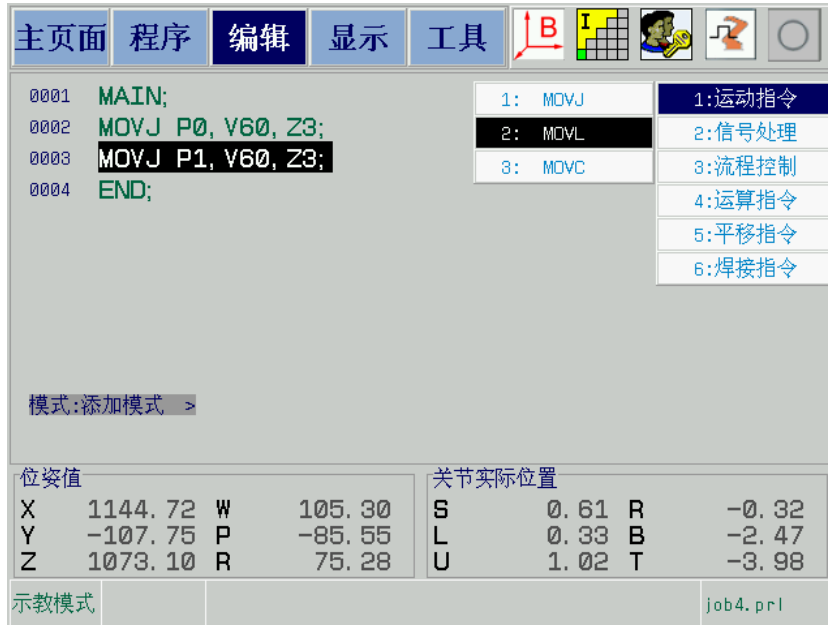 主页面 程序 编辑 显示 工具 B I
0001 MAIN;
0002 MOVJ P0, V60, Z3;
0003 MOVJ P1, V60, Z3;
0004 END;
1: MOVJ
2: MOVL
3: MOVC
1:运动指令
2:信号处理
3:流程控制
4:运算指令
5:平移指令
6:焊接指令
模式:添加模式 >
位姿值
X 1144.72 W 105.30
Y -107.75 P -85.55
Z 1073.10 R 75.28
关节实际位置
S 0.61 R -0.32
L 0.33 B -2.47
U 1.02 T -3.98
示教模式 job4.prl